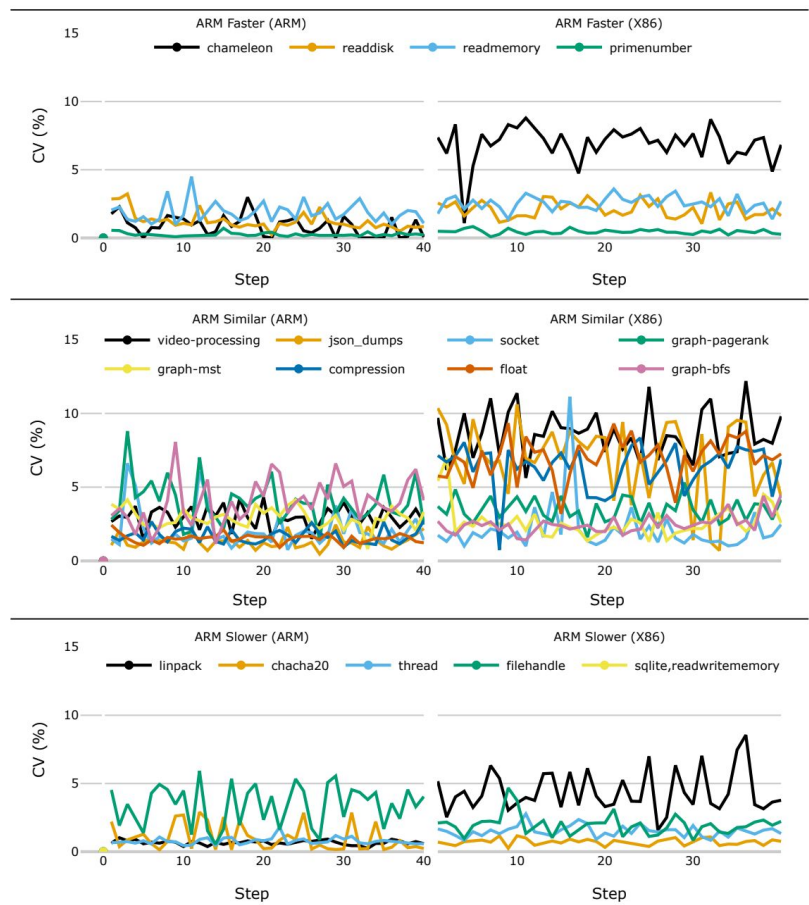 ARM Faster (ARM) ARM Faster (X86)
15
chameleon readdisk readmemory primenumber
10
CV (%)
5
0
0 10 20 30 40 10 20 30
Step Step
ARM Similar (ARM) ARM Similar (X86)
15
video-processing json_dumps socket graph-pagerank
graph-mst compression float graph-bfs
10
CV (%)
5
0
0 10 20 30 40 10 20 30
Step Step
ARM Slower (ARM) ARM Slower (X86)
15
linpack chacha20 thread filehandle sqlite,readwritememory
10
CV (%)
5
0
0 10 20 30 40 10 20 30
Step Step